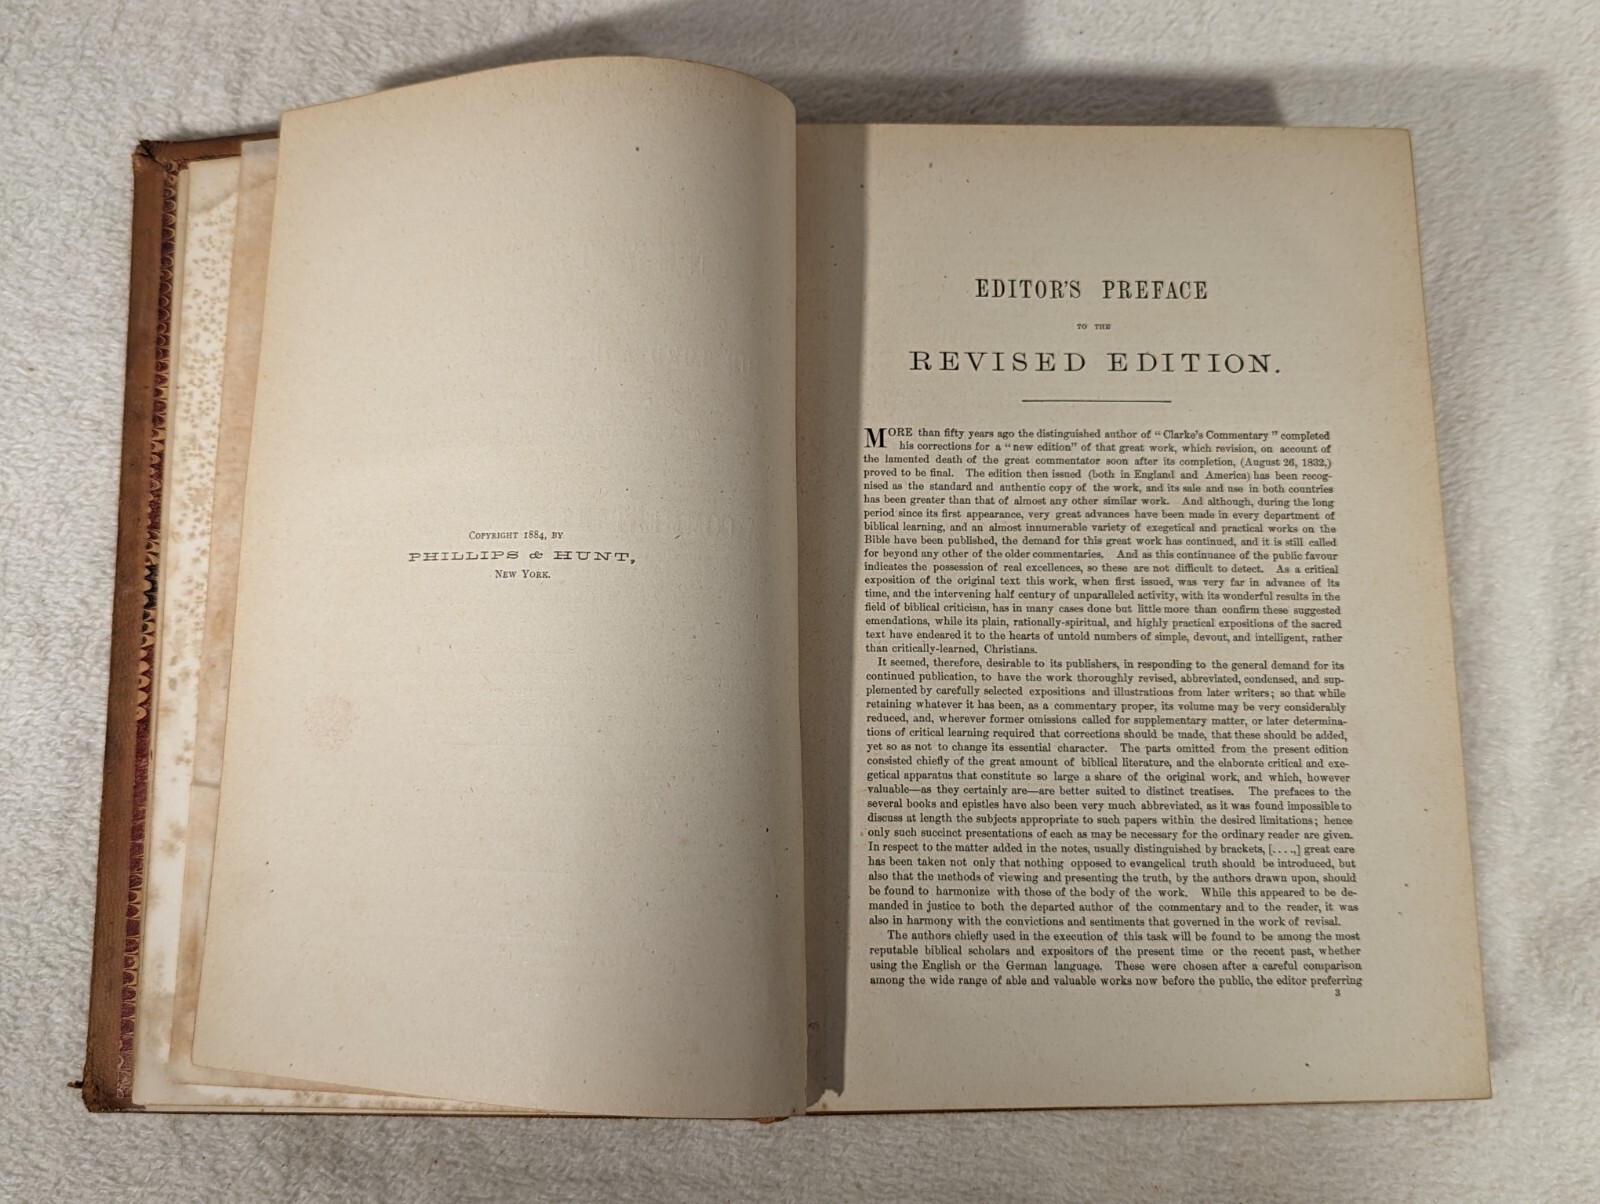 COPYRIGHT 1884, BY
PHILLIPS & HUNT,
NEW YORK.
EDITOR'S PREFACE
TO THE
REVISED EDITION.
MORE than fifty years ago the distinguished author of "Clarke's Commentary" completed
his corrections for a "new edition" of that great work, which revision, on account of
the lamented death of the great commentator soon after its completion, (August 26, 1832,)
proved to be final. The edition then issued (both in England and America) has been recog-
nised as the standard and authentic copy of the work, and its sale and use in both countries
has been greater than that of almost any other similar work. And although, during the long
period since its first appearance, very great advances have been made in every department of
biblical learning, and an almost innumerable variety of exegetical and practical works on the
Bible have been published, the demand for this great work has continued, and it is still called
for beyond any other of the older commentaries. And as this continuance of the public favour
indicates the possession of real excellences, so these are not difficult to detect. As a critical
exposition of the original text this work, when first issued, was very far in advance of its
time, and the intervening half century of unparalleled activity, with its wonderful results in the
field of biblical criticism, has in many cases done but little more than confirm these suggested
emendations, while its plain, rationally-spiritual, and highly practical expositions of the sacred
text have endeared it to the hearts of untold numbers of simple, devout, and intelligent, rather
than critically-learned, Christians.
It seemed, therefore, desirable to its publishers, in responding to the general demand for its
continued publication, to have the work thoroughly revised, abbreviated, condensed, and sup-
plemented by carefully selected expositions and illustrations from later writers; so that while
retaining whatever it has been, as a commentary proper, its volume may be very considerably
reduced, and, wherever former omissions called for supplementary matter, or later determina-
tions of critical learning required that corrections should be made, that these should be added,
yet so as not to change its essential character. The parts omitted from the present edition
consisted chiefly of the great amount of biblical literature, and the elaborate critical and exe-
getical apparatus that constitute so large a share of the original work, and which, however
valuable—as they certainly are—are better suited to distinct treatises. The prefaces to the
several books and epistles have also been very much abbreviated, as it was found impossible to
discuss at length the subjects appropriate to such papers within the desired limitations; hence
only such succinct presentations of each as may be necessary for the ordinary reader are given.
In respect to the matter added in the notes, usually distinguished by brackets, [....,] great care
has been taken not only that nothing opposed to evangelical truth should be introduced, but
also that the methods of viewing and presenting the truth, by the authors drawn upon, should
be found to harmonize with those of the body of the work. While this appeared to be de-
manded in justice to both the departed author of the commentary and to the reader, it was
also in harmony with the convictions and sentiments that governed in the work of revisal.
The authors chiefly used in the execution of this task will be found to be among the most
reputable biblical scholars and expositors of the present time or the recent past, whether
using the English or the German language. These were chosen after a careful comparison
among the wide range of able and valuable works now before the public, the editor preferring
3